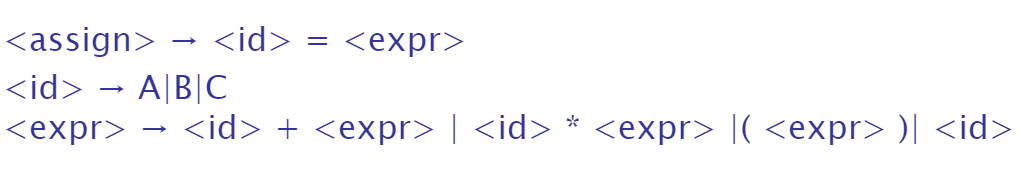 <assign> → <id> = <expr>
<id> → A|B|C
<expr> → <id> + <expr> | <id> * <expr> |( <expr> )| <id>